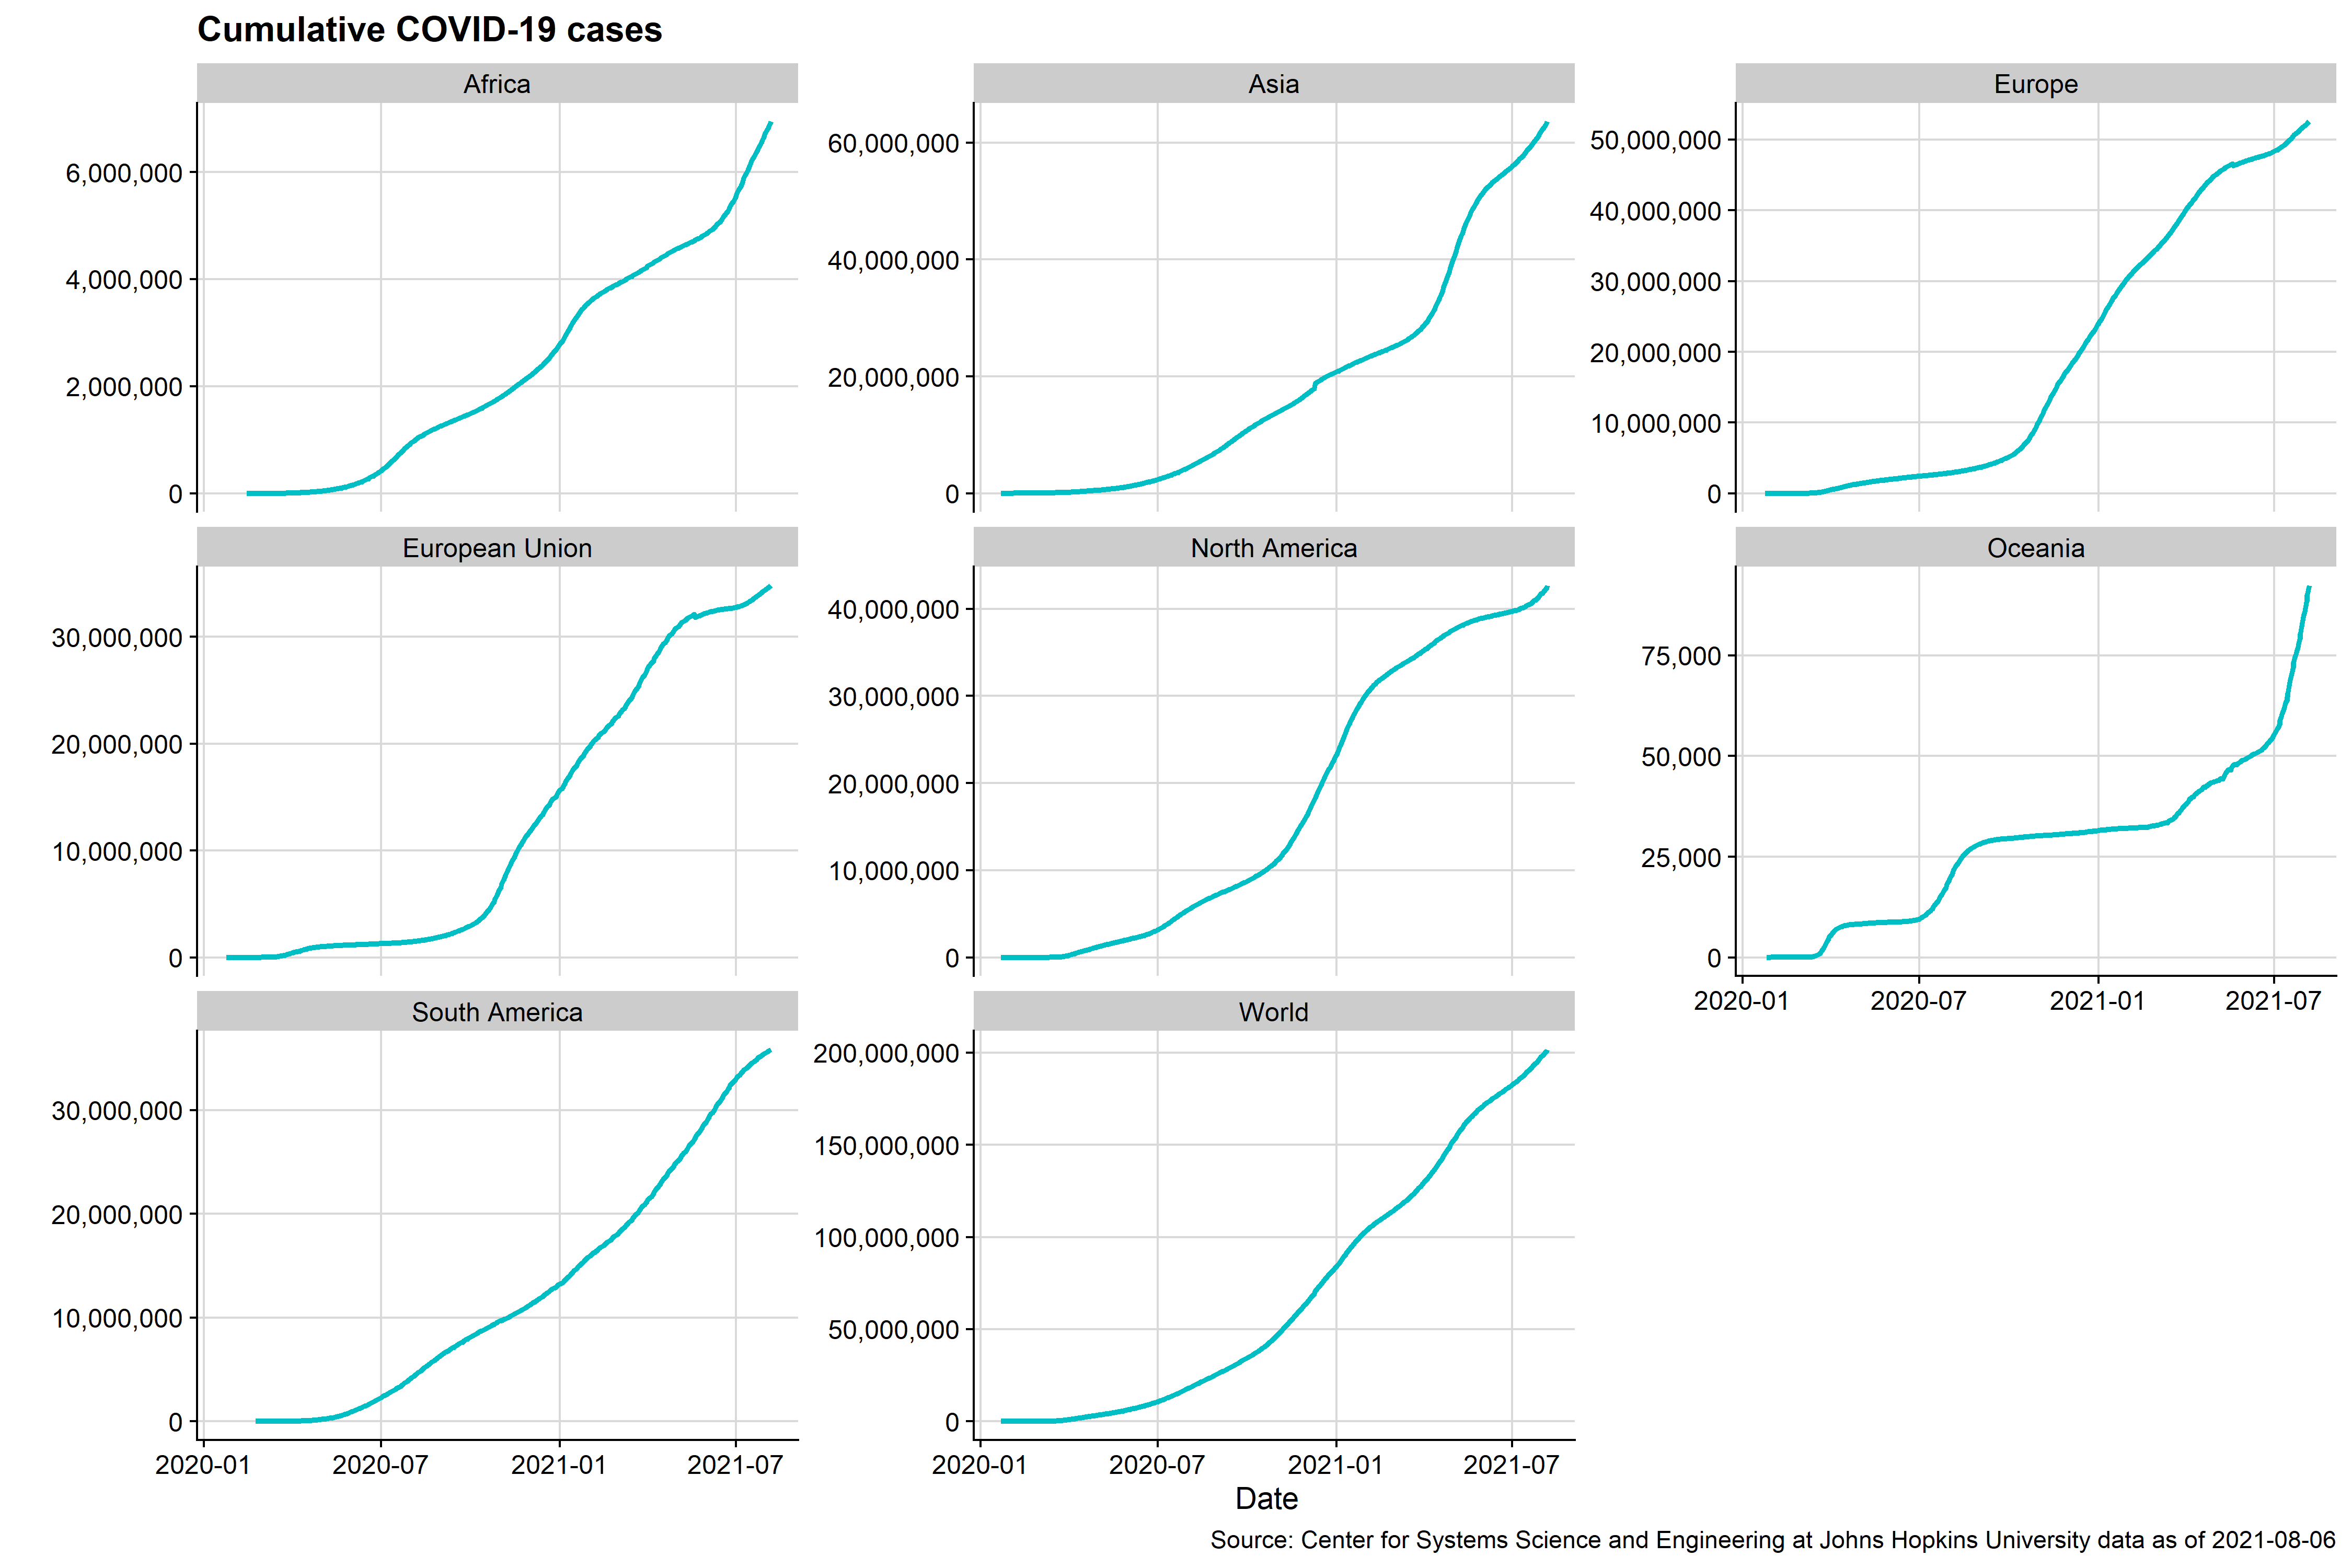 Cumulative COVID-19 cases
Africa
6,000,000
4,000,000
2,000,000
0
Asia
60,000,000
40,000,000
20,000,000
0
Europe
50,000,000
40,000,000
30,000,000
20,000,000
10,000,000
0
European Union
30,000,000
20,000,000
10,000,000
0
North America
40,000,000
30,000,000
20,000,000
10,000,000
0
Oceania
75,000
50,000
25,000
0
2020-01 2020-07 2021-01 2021-07
South America
30,000,000
20,000,000
10,000,000
0
2020-01 2020-07 2021-01 2021-07
World
200,000,000
150,000,000
100,000,000
50,000,000
0
2020-01 2020-07 2021-01 2021-07
Date
Source: Center for Systems Science and Engineering at Johns Hopkins University data as of 2021-08-06